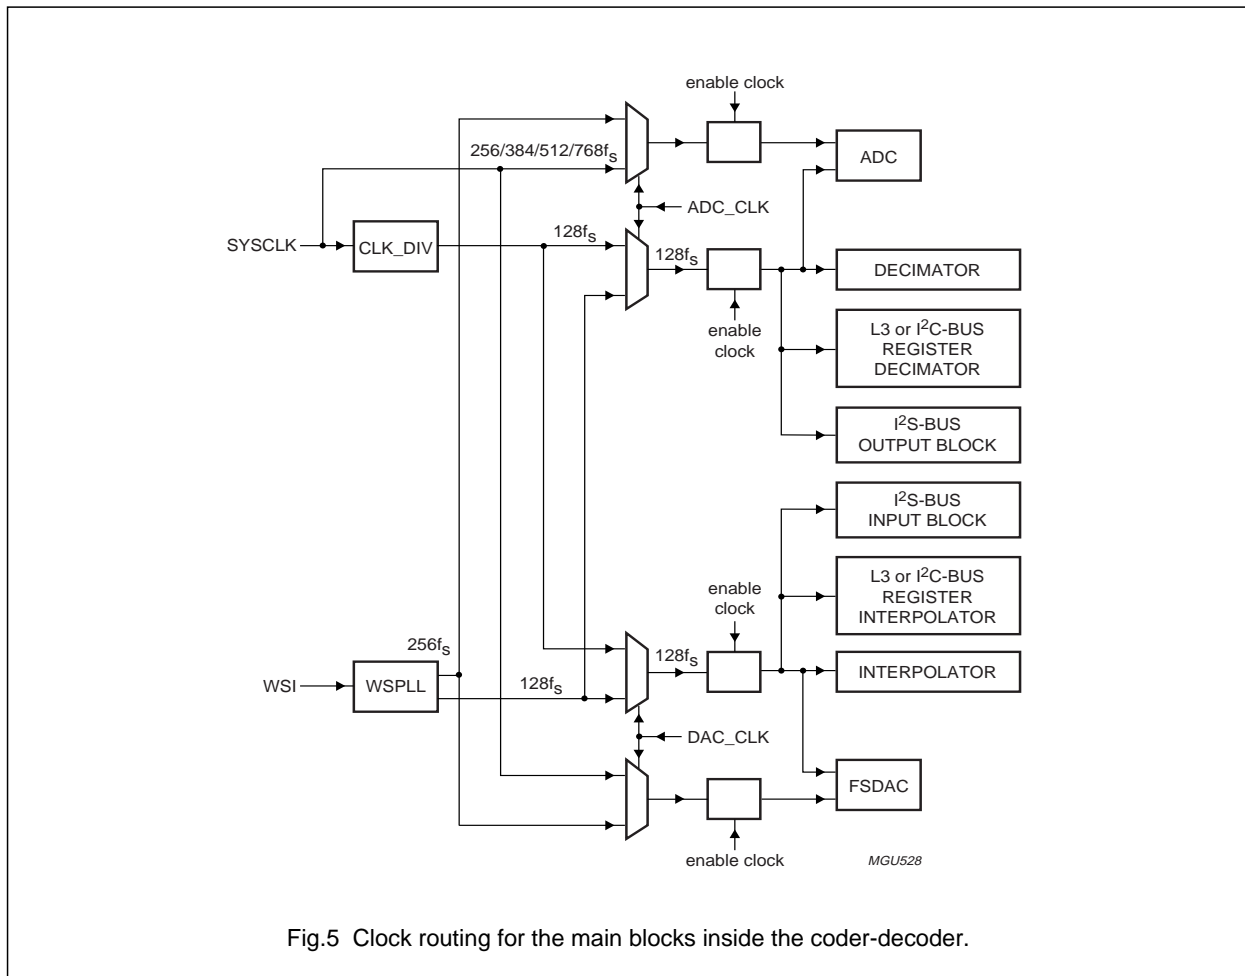 enable clock
256/384/512/768fs
ADC
ADC_CLK
SYSCLK
CLK_DIV
128fs
128fs
DECIMATOR
enable
clock
L3 or I2C-BUS
REGISTER
DECIMATOR
I2S-BUS
OUTPUT BLOCK
I2S-BUS
INPUT BLOCK
enable
clock
L3 or I2C-BUS
REGISTER
INTERPOLATOR
256fs
WSI
WSPLL
128fs
128fs
INTERPOLATOR
DAC_CLK
FSDAC
enable clock
MGU528
Fig.5 Clock routing for the main blocks inside the coder-decoder.